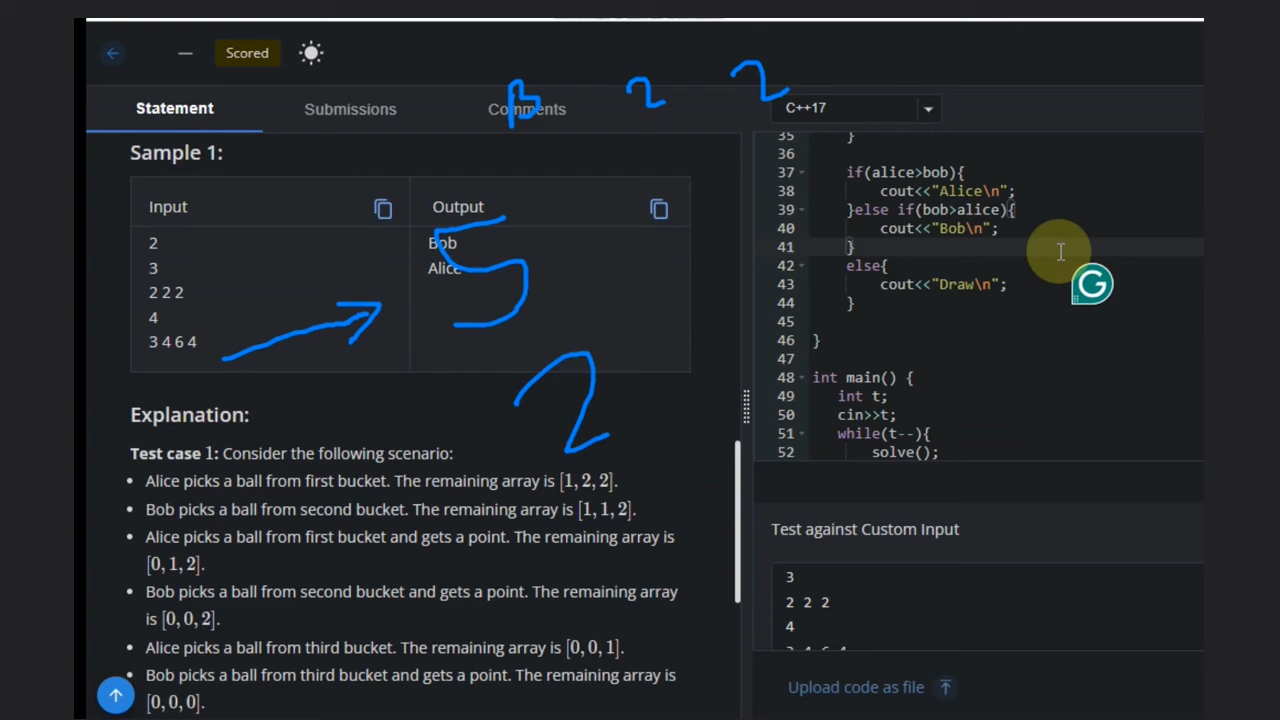 Scored
Statement
Submissions
Comments
B 2 2
Sample 1:
Input
Output
2
3
2 2 2
4
3 4 6 4
Bob
Alice
5
2
Explanation:
Test case 1: Consider the following scenario:
Alice picks a ball from first bucket. The remaining array is [1, 2, 2].
Bob picks a ball from second bucket. The remaining array is [1, 1, 2].
Alice picks a ball from first bucket and gets a point. The remaining array is
[0, 1, 2].
Bob picks a ball from second bucket and gets a point. The remaining array
is [0, 0, 2].
Alice picks a ball from third bucket. The remaining array is [0, 0, 1].
Bob picks a ball from third bucket and gets a point. The remaining array is
[0, 0, 0].
C++17
35 }
36
37 if(alice>bob){
38 cout<<"Alice\n";
39 }else if(bob>alice){
40 cout<<"Bob\n";
41 }
42 else{
43 cout<<"Draw\n";
44 }
45
46 }
47
48 int main() {
49 int t;
50 cin>>t;
51 while(t--){
52 solve();
G
Test against Custom Input
3
2 2 2
4
3 4 6 4
Upload code as file